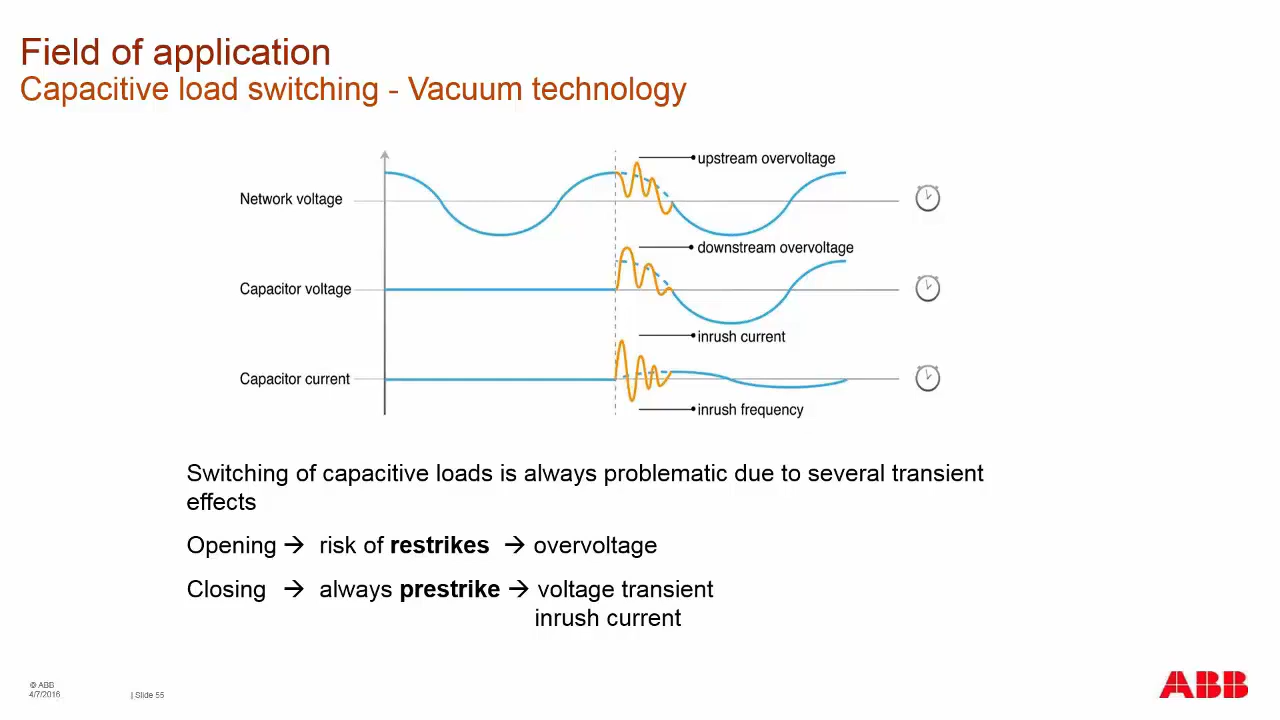 Field of application
Capacitive load switching - Vacuum technology
upstream overvoltage
Network voltage
downstream overvoltage
Capacitor voltage
inrush current
Capacitor current
inrush frequency
Switching of capacitive loads is always problematic due to several transient
effects
Opening → risk of restrikes → overvoltage
Closing → always prestrike → voltage transient
inrush current
© ABB
4/7/2016 | Slide 55
ABB